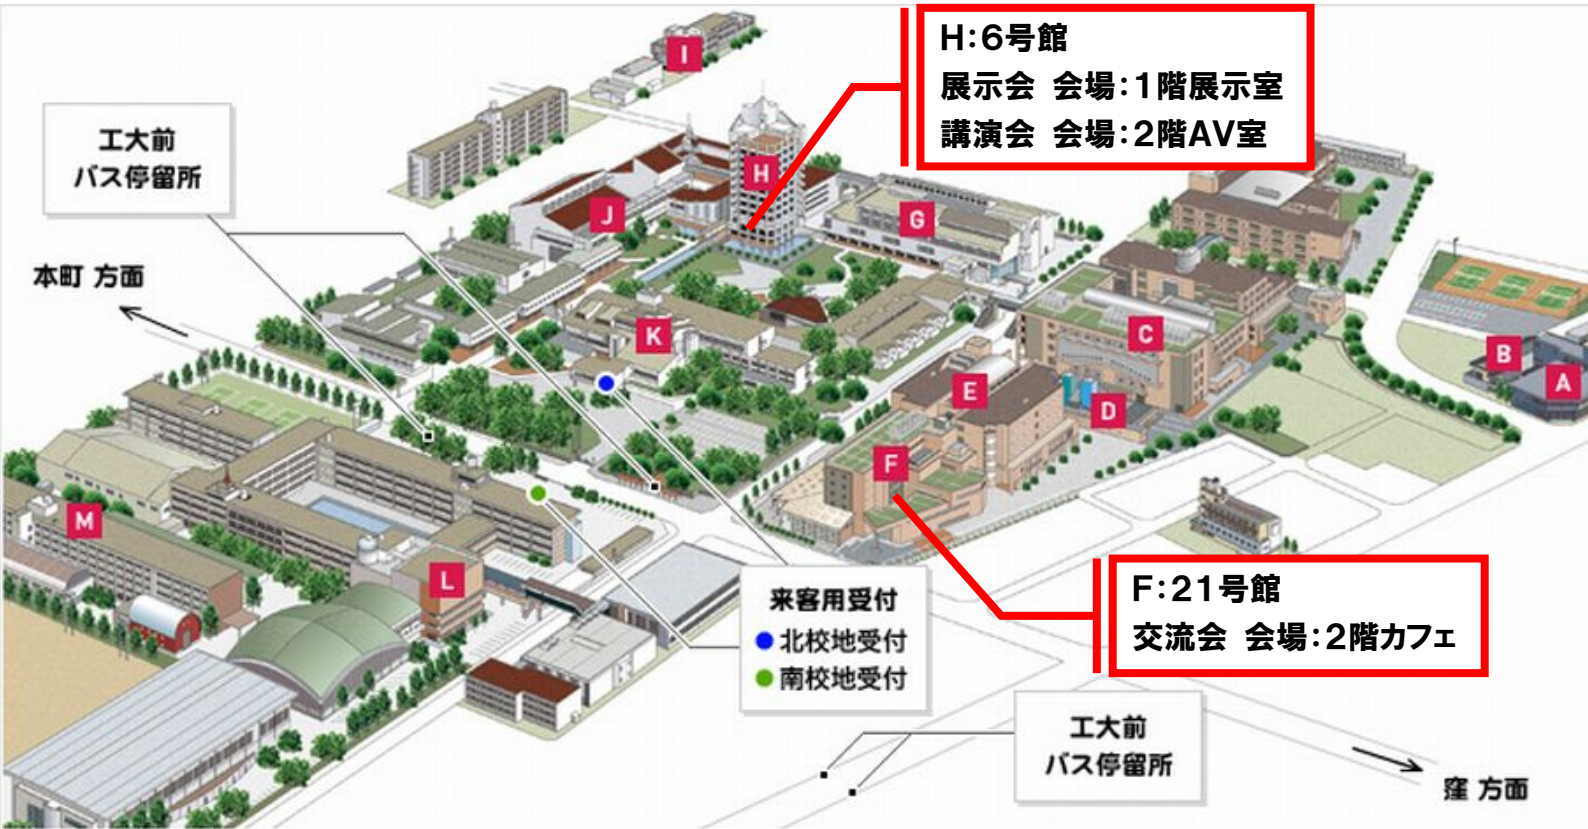 H:6号館
展示会 会場:1階展示室
講演会 会場:2階AV室
工大前
バス停留所
本町 方面
I
H
J
G
K
C
B
A
E
D
F
M
L
F:21号館
交流会 会場:2階カフェ
来客用受付
北校地受付
南校地受付
工大前
バス停留所
窪 方面